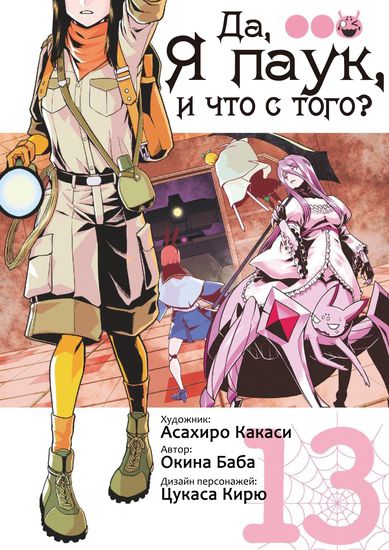 Да,
Я паук,
и что с того?
Художник:
Асахиро Какаси
Автор:
Окина Баба
Дизайн персонажей:
Цукаса Кирю
13